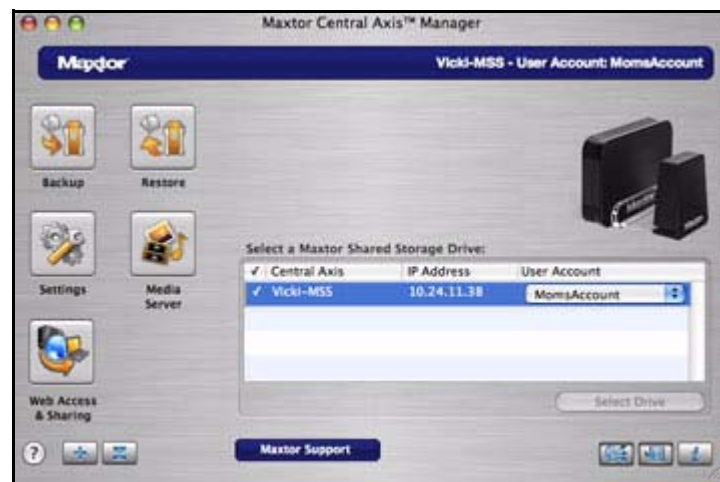 Maxtor Central Axis™ Manager
Maxtor
Vicki-MSS - User Account: MomsAccount
Backup
Restore
Settings
Media
Server
Web Access
& Sharing
Select a Maxtor Shared Storage Drive:
✓ Central Axis IP Address User Account
✓ Vicki-MSS 10.24.11.38 MomsAccount
Select Drive
? Maxtor Support i